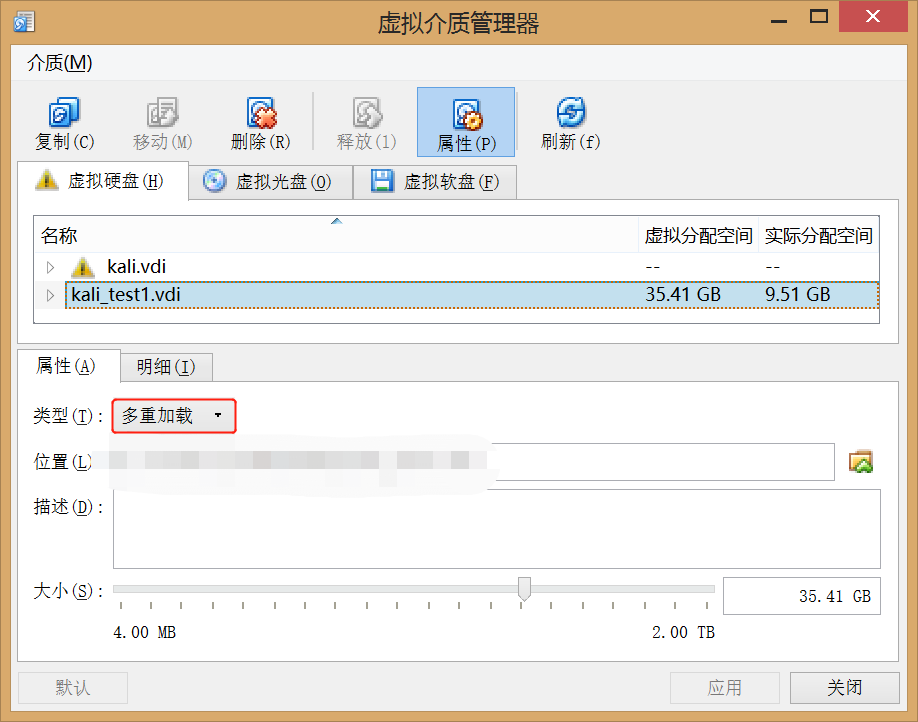 虚拟介质管理器
介质(M)
复制(C) 移动(M) 删除(R) 释放(l) 属性(P) 刷新(f)
虚拟硬盘(H) 虚拟光盘(O) 虚拟软盘(F)
名称 虚拟分配空间 实际分配空间
kali.vdi -- --
kali_test1.vdi 35.41 GB 9.51 GB
属性(A) 明细(I)
类型(T): 多重加载
位置(L)
描述(D):
大小(S): 35.41 GB
4.00 MB 2.00 TB
默认 应用 关闭